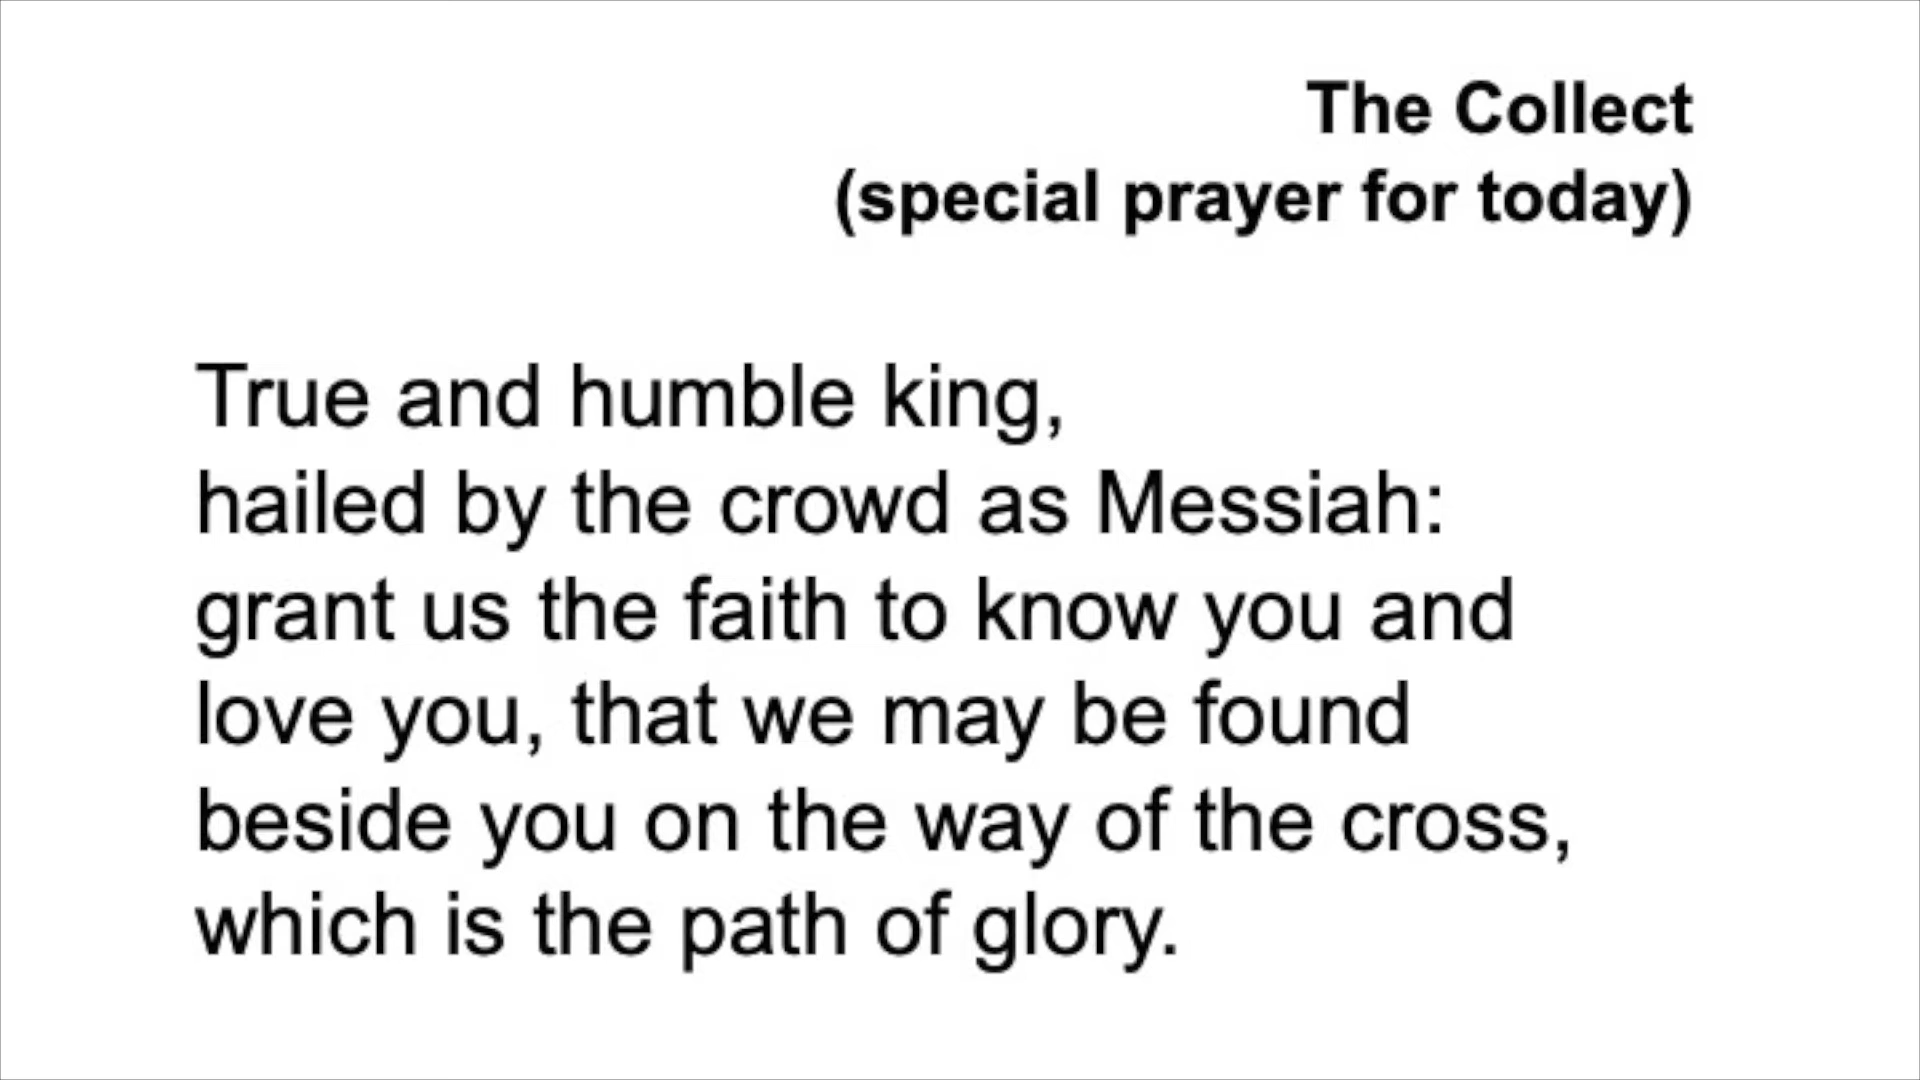 The Collect
(special prayer for today)
True and humble king,
hailed by the crowd as Messiah:
grant us the faith to know you and
love you, that we may be found
beside you on the way of the cross,
which is the path of glory.